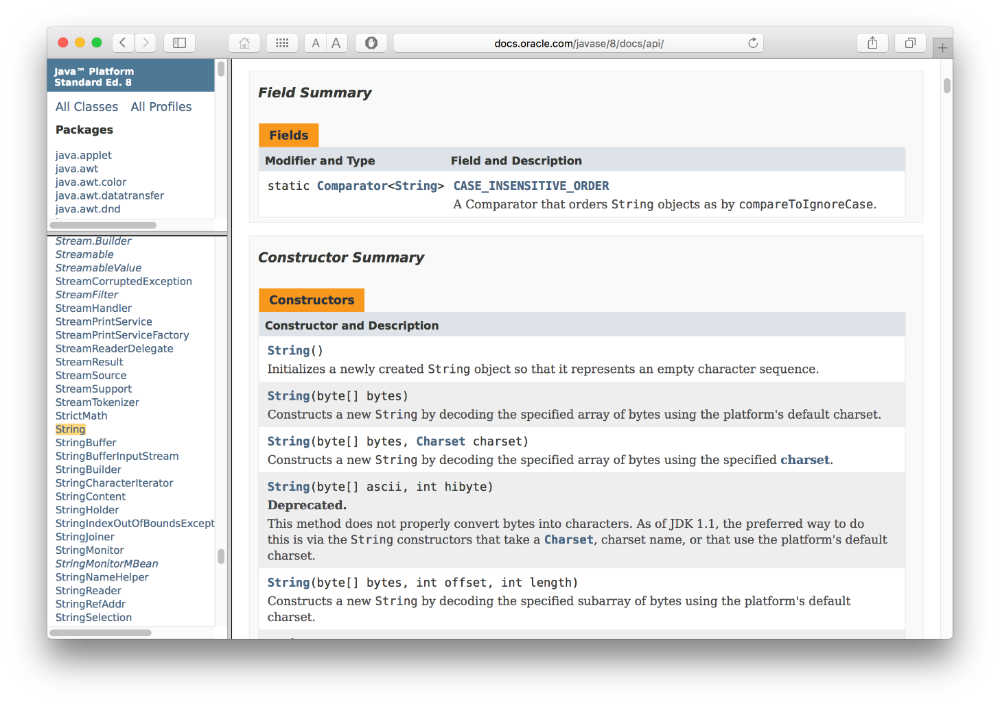 A A
docs.oracle.com/javase/8/docs/api/
Java™ Platform
Standard Ed. 8
All Classes All Profiles
Packages
java.applet
java.awt
java.awt.color
java.awt.datatransfer
java.awt.dnd
Stream.Builder
Streamable
StreamableValue
StreamCorruptedException
StreamFilter
StreamHandler
StreamPrintService
StreamPrintServiceFactory
StreamReaderDelegate
StreamResult
StreamSource
StreamSupport
StreamTokenizer
StrictMath
String
StringBuffer
StringBufferInputStream
StringBuilder
StringCharacterIterator
StringContent
StringHolder
StringIndexOutOfBoundsExcept
StringJoiner
StringMonitor
StringMonitorMBean
StringNameHelper
StringReader
StringRefAddr
StringSelection
Field Summary
Fields
Modifier and Type Field and Description
static Comparator<String> CASE_INSENSITIVE_ORDER
A Comparator that orders String objects as by compareToIgnoreCase.
Constructor Summary
Constructors
Constructor and Description
String()
Initializes a newly created String object so that it represents an empty character sequence.
String(byte[] bytes)
Constructs a new String by decoding the specified array of bytes using the platform's default charset.
String(byte[] bytes, Charset charset)
Constructs a new String by decoding the specified array of bytes using the specified charset.
String(byte[] ascii, int hibyte)
Deprecated.
This method does not properly convert bytes into characters. As of JDK 1.1, the preferred way to do
this is via the String constructors that take a Charset, charset name, or that use the platform's default
charset.
String(byte[] bytes, int offset, int length)
Constructs a new String by decoding the specified subarray of bytes using the platform's default
charset.